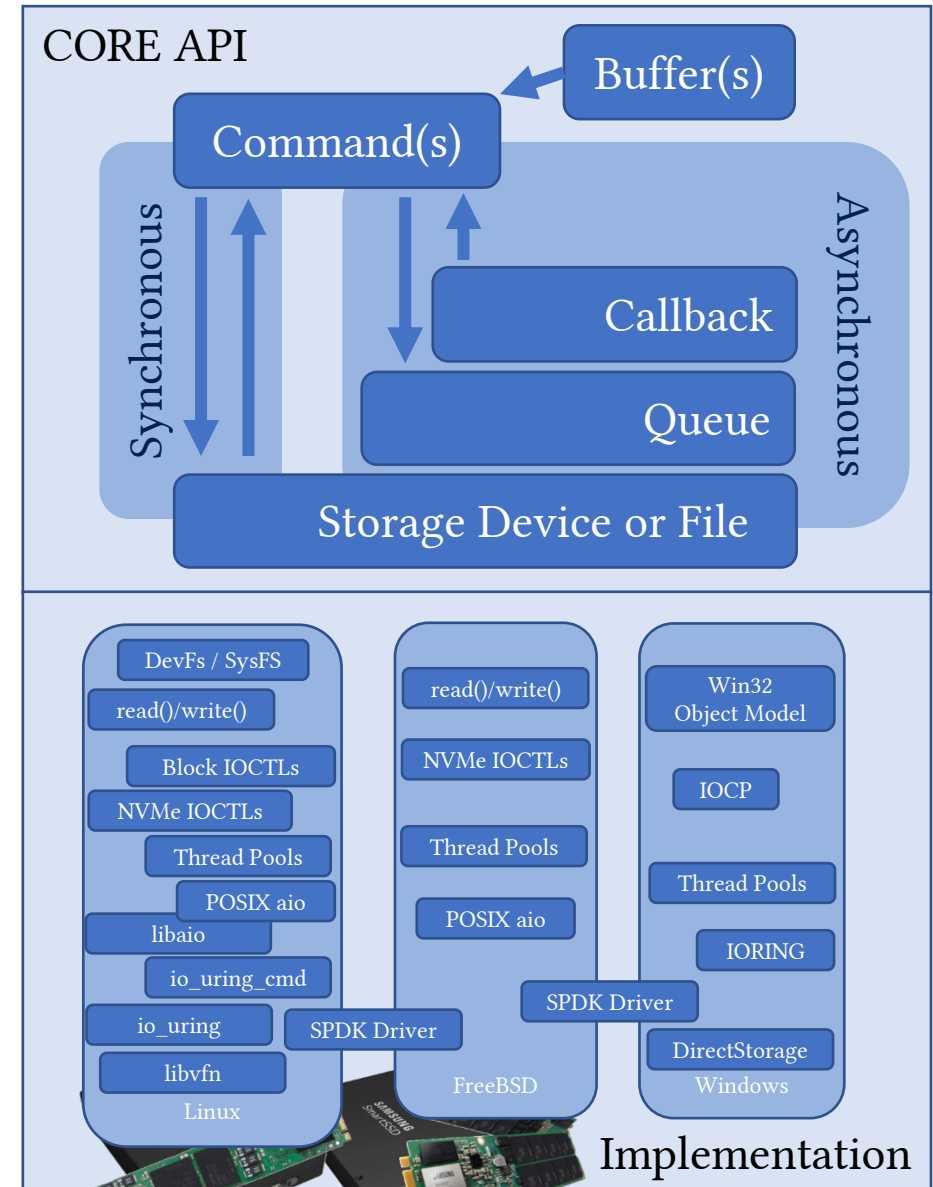 CORE API
Buffer(s)
Command(s)
Synchronous
Asynchronous
Callback
Queue
Storage Device or File
DevFs / SysFS
read()/write()
Block IOCTLs
NVMe IOCTLs
Thread Pools
POSIX aio
libaio
io_uring_cmd
io_uring
libvfn
Linux
SPDK Driver
read()/write()
NVMe IOCTLs
Thread Pools
POSIX aio
FreeBSD
SPDK Driver
Win32
Object Model
IOCP
Thread Pools
IORING
DirectStorage
Windows
SAMSUNG
SmartSSD
Implementation